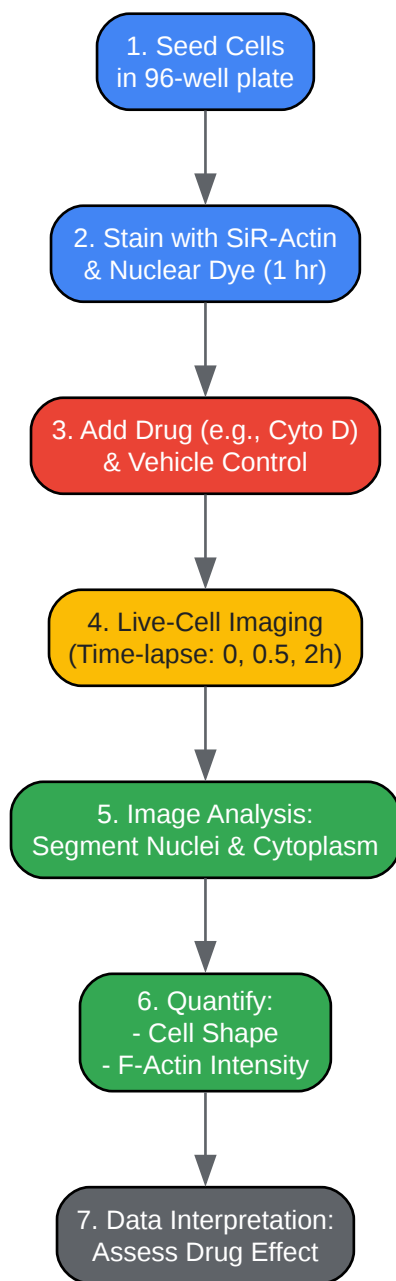 1. Seed Cells
in 96-well plate
2. Stain with SiR-Actin
& Nuclear Dye (1 hr)
3. Add Drug (e.g., Cyto D)
& Vehicle Control
4. Live-Cell Imaging
(Time-lapse: 0, 0.5, 2h)
5. Image Analysis:
Segment Nuclei & Cytoplasm
6. Quantify:
- Cell Shape
- F-Actin Intensity
7. Data Interpretation:
Assess Drug Effect